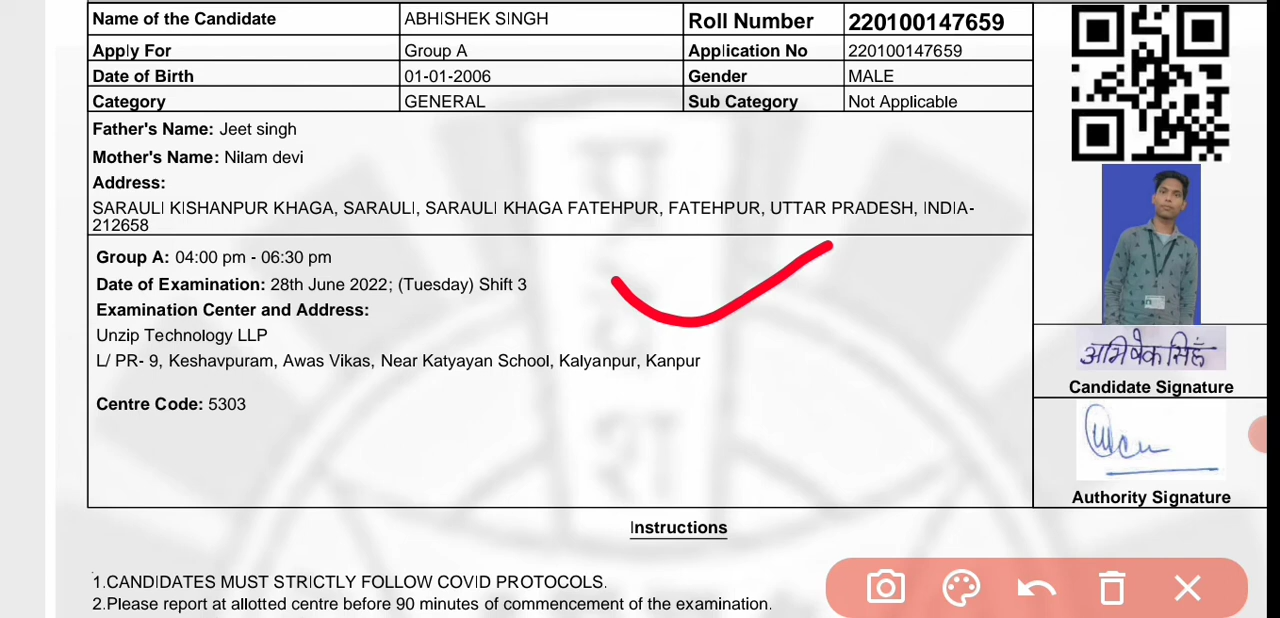 Name of the Candidate ABHISHEK SINGH Roll Number 220100147659
Apply For Group A Application No 220100147659
Date of Birth 01-01-2006 Gender MALE
Category GENERAL Sub Category Not Applicable
Father's Name: Jeet singh
Mother's Name: Nilam devi
Address:
SARAULI KISHANPUR KHAGA, SARAULI, SARAULI KHAGA FATEHPUR, FATEHPUR, UTTAR PRADESH, INDIA-
212658
Group A: 04:00 pm - 06:30 pm
Date of Examination: 28th June 2022; (Tuesday) Shift 3
Examination Center and Address:
Unzip Technology LLP
L/ PR- 9, Keshavpuram, Awas Vikas, Near Katyayan School, Kalyanpur, Kanpur
Centre Code: 5303
अभिषेक सिंह
Candidate Signature
Authority Signature
Instructions
1.CANDIDATES MUST STRICTLY FOLLOW COVID PROTOCOLS.
2.Please report at allotted centre before 90 minutes of commencement of the examination.